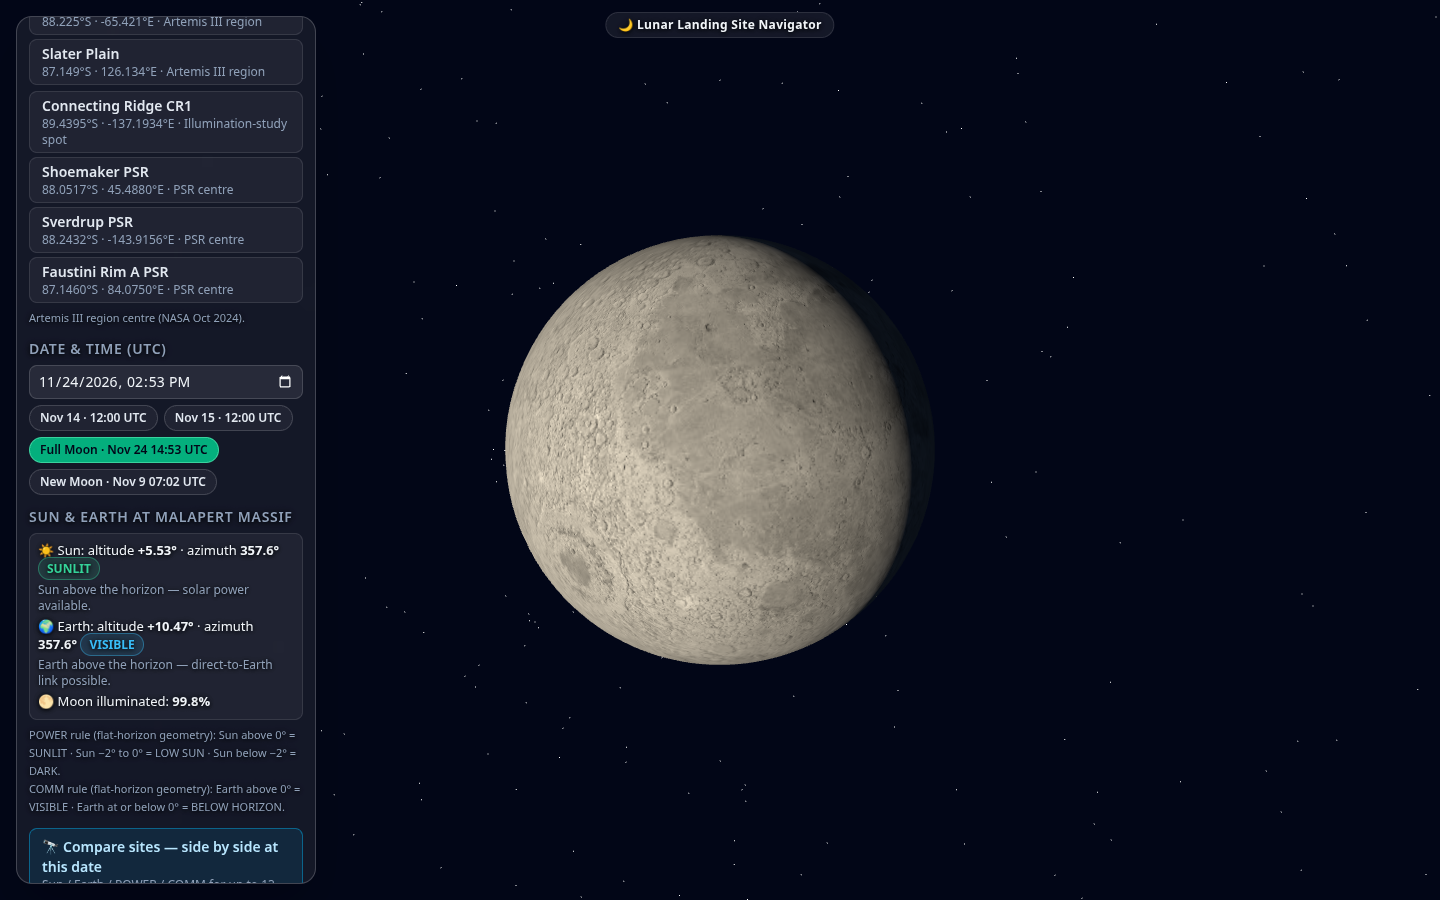 🌙 Lunar Landing Site Navigator
88.225°S · -65.421°E · Artemis III region
Slater Plain
87.149°S · 126.134°E · Artemis III region
Connecting Ridge CR1
89.4395°S · -137.1934°E · Illumination-study
spot
Shoemaker PSR
88.0517°S · 45.4880°E · PSR centre
Sverdrup PSR
88.2432°S · -143.9156°E · PSR centre
Faustini Rim A PSR
87.1460°S · 84.0750°E · PSR centre
Artemis III region centre (NASA Oct 2024).
DATE & TIME (UTC)
11/24/2026, 02:53 PM
Nov 14 · 12:00 UTC
Nov 15 · 12:00 UTC
Full Moon · Nov 24 14:53 UTC
New Moon · Nov 9 07:02 UTC
SUN & EARTH AT MALAPERT MASSIF
☀️ Sun: altitude +5.53° · azimuth 357.6°
SUNLIT
Sun above the horizon — solar power
available.
🌍 Earth: altitude +10.47° · azimuth
357.6° VISIBLE
Earth above the horizon — direct-to-Earth
link possible.
🌕 Moon illuminated: 99.8%
POWER rule (flat-horizon geometry): Sun above 0° =
SUNLIT · Sun −2° to 0° = LOW SUN · Sun below −2° =
DARK.
COMM rule (flat-horizon geometry): Earth above 0° =
VISIBLE · Earth at or below 0° = BELOW HORIZON.
🔭 Compare sites — side by side at
this date
Sun / Earth / POWER / COMM for up to 12